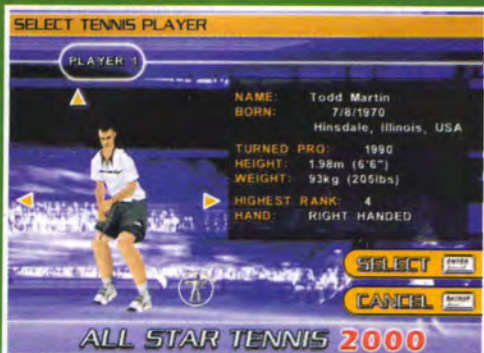 SELECT TENNIS PLAYER
PLAYER 1
NAME: Todd Martin
BORN: 7/8/1970
Hinsdale, Illinois, USA
TURNED PRO: 1990
HEIGHT: 1.98m (6'6")
WEIGHT: 93kg (205lbs)
HIGHEST RANK: 4
HAND: RIGHT HANDED
SELECT ENTER
CANCEL
ALL STAR TENNIS 2000